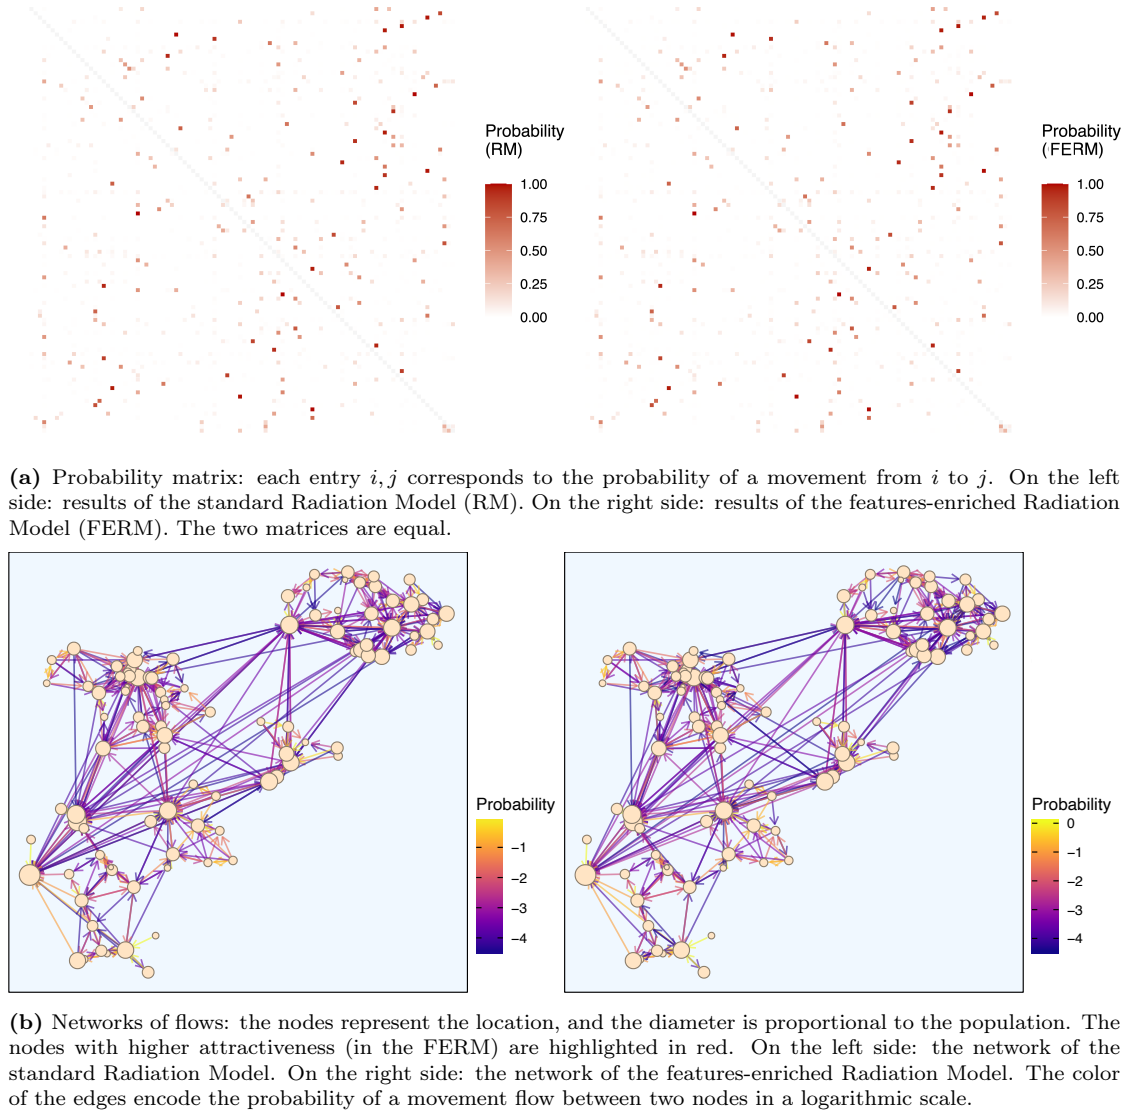 Probability
(RM)
1.00
0.75
0.50
0.25
0.00
Probability
(FERM)
1.00
0.75
0.50
0.25
0.00
(a) Probability matrix: each entry i, j corresponds to the probability of a movement from i to j. On the left
side: results of the standard Radiation Model (RM). On the right side: results of the features-enriched Radiation
Model (FERM). The two matrices are equal.
Probability
−1
−2
−3
−4
Probability
0
−1
−2
−3
−4
(b) Networks of flows: the nodes represent the location, and the diameter is proportional to the population. The
nodes with higher attractiveness (in the FERM) are highlighted in red. On the left side: the network of the
standard Radiation Model. On the right side: the network of the features-enriched Radiation Model. The color
of the edges encode the probability of a movement flow between two nodes in a logarithmic scale.